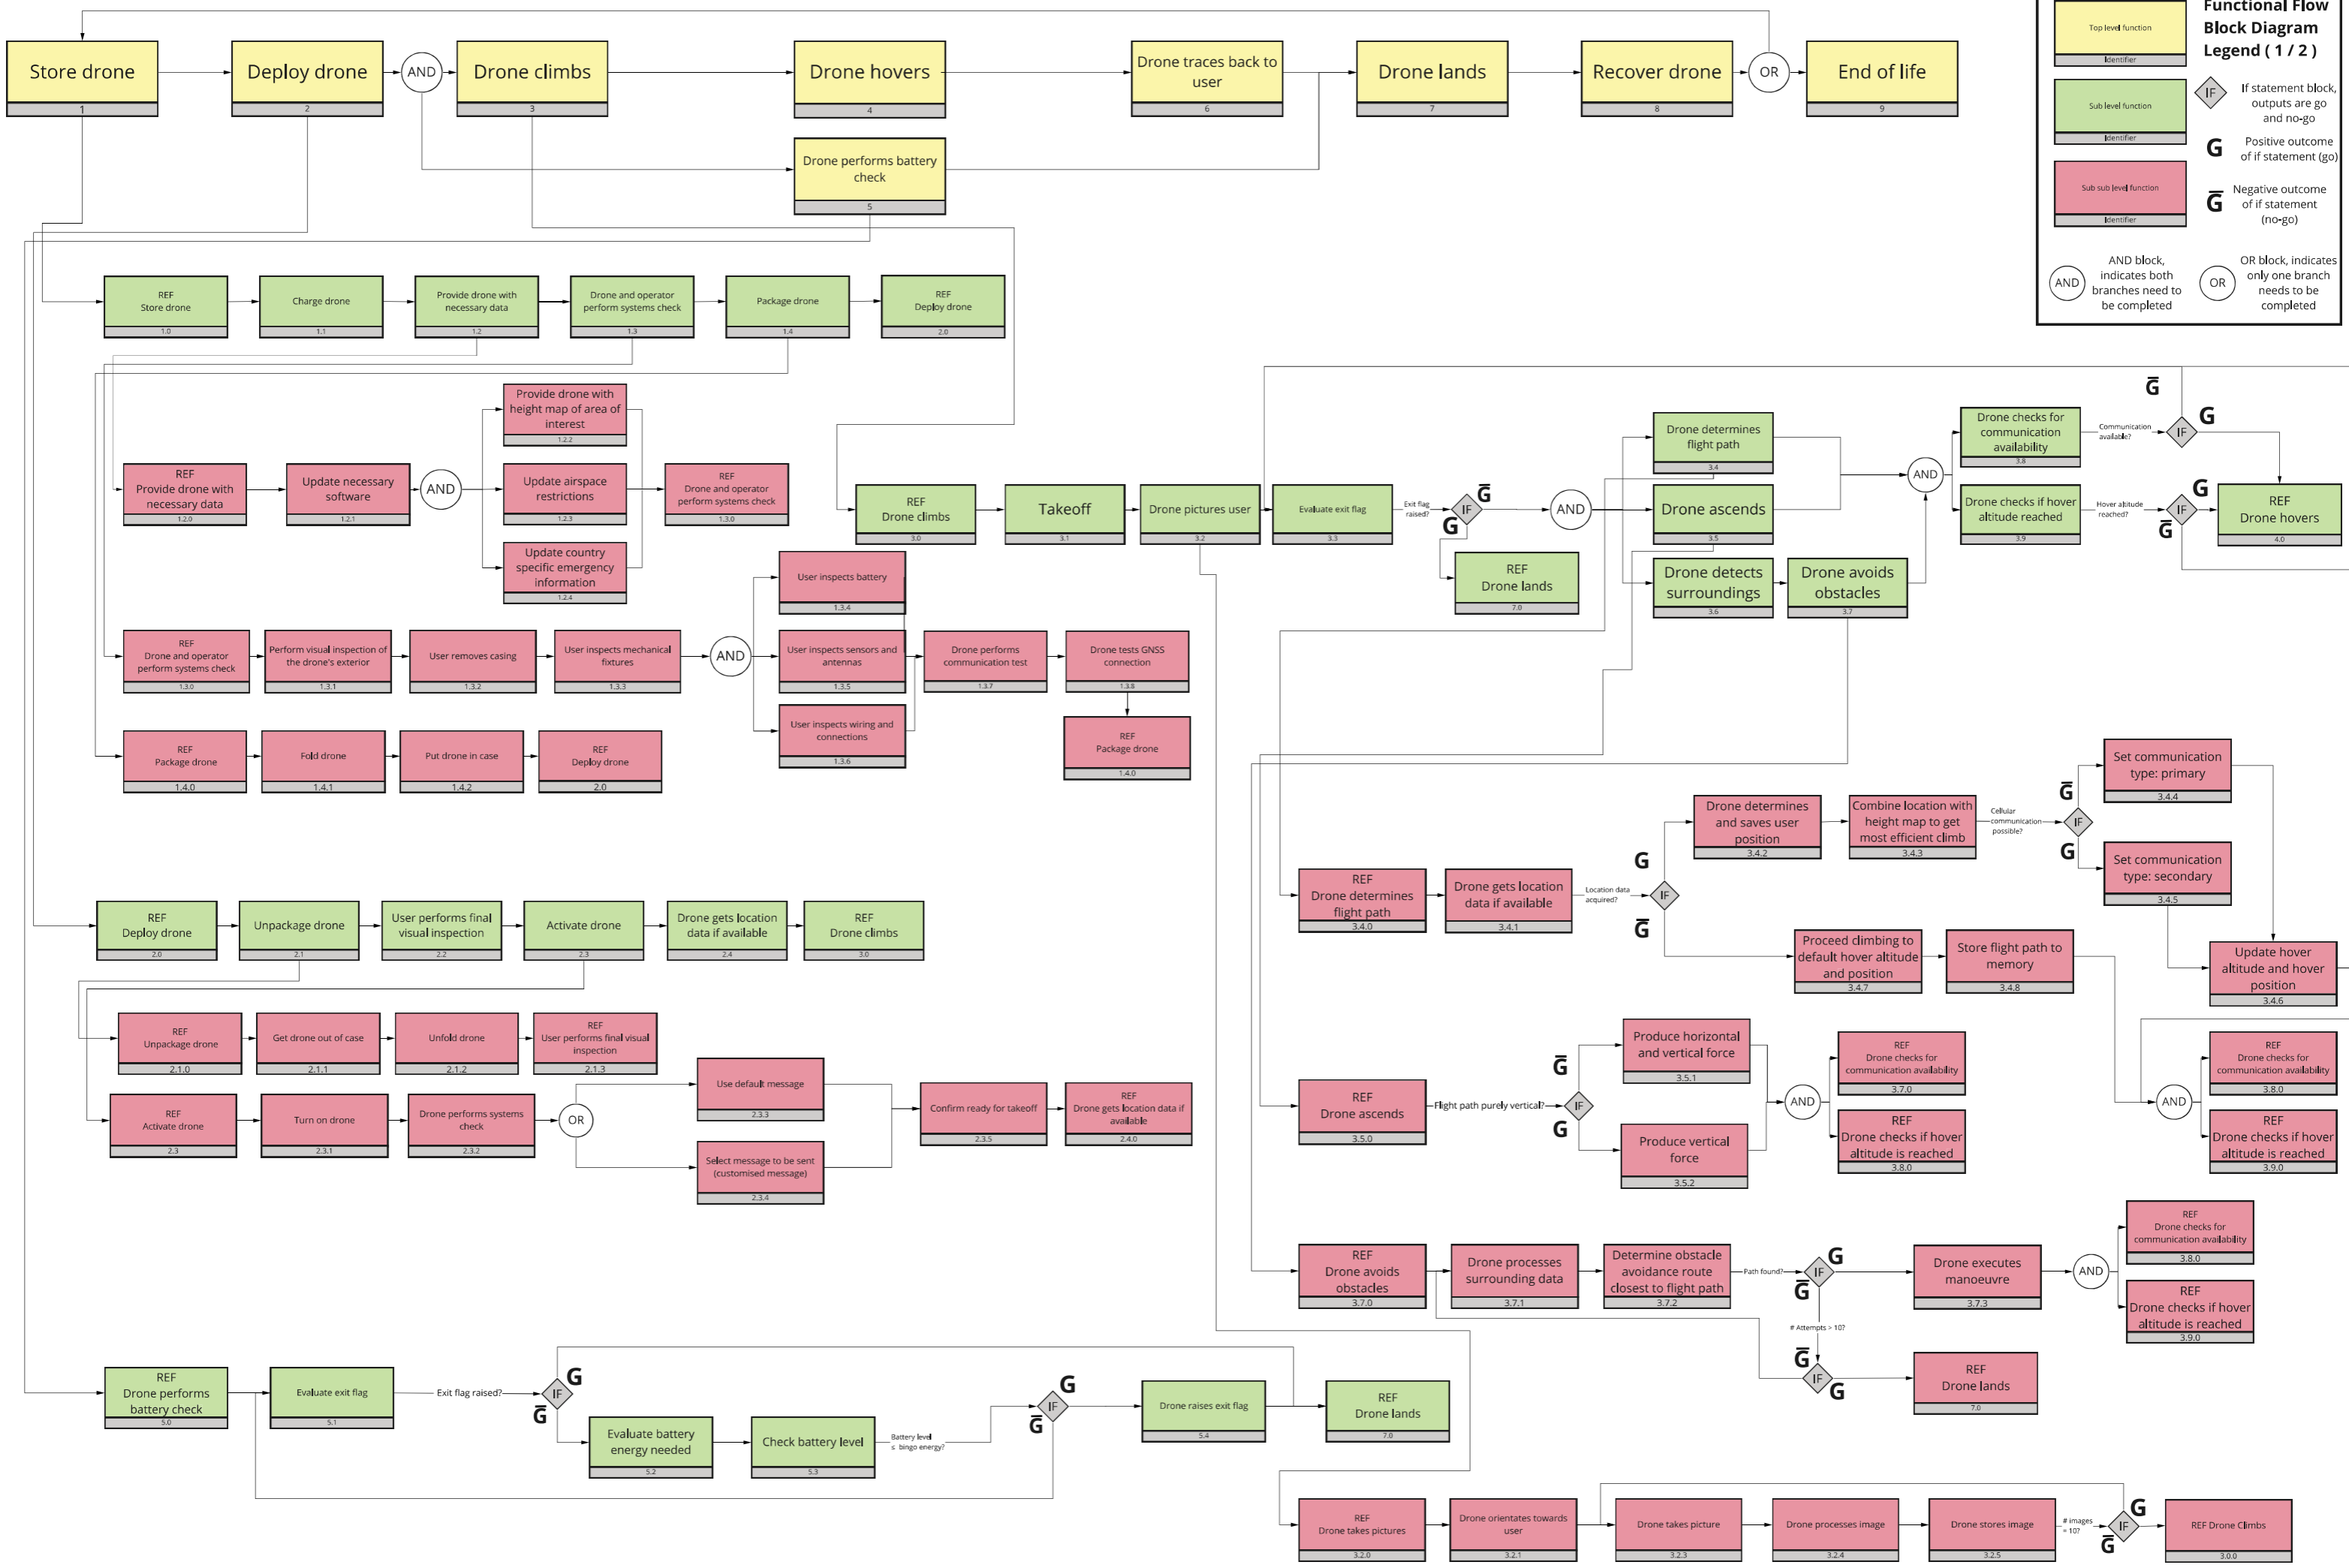 Store drone
1
Deploy drone
2
AND
Drone climbs
3
Drone hovers
4
Drone traces back to
user
6
Drone lands
7
Recover drone
8
OR
End of life
9
Drone performs battery
check
5
Functional Flow
Block Diagram
Legend ( 1 / 2 )
Top level function
Identifier
Sub level function
Identifier
Sub sub level function
Identifier
IF
If statement block,
outputs are go
and no-go
G
Positive outcome
of if statement (go)
G̅
Negative outcome
of if statement
(no-go)
AND
AND block,
indicates both
branches need to
be completed
OR
OR block, indicates
only one branch
needs to be
completed
REF
Store drone
1.0
Charge drone
1.1
Provide drone with
necessary data
1.2
Drone and operator
perform systems check
1.3
Package drone
1.4
REF
Deploy drone
2.0
REF
Provide drone with
necessary data
1.2.0
Update necessary
software
1.2.1
AND
Provide drone with
height map of area of
interest
1.2.2
Update airspace
restrictions
1.2.3
Update country
specific emergency
information
1.2.4
REF
Drone and operator
perform systems check
1.3.0
REF
Drone and operator
perform systems check
1.3.0
Perform visual inspection of
the drone's exterior
1.3.1
User removes casing
1.3.2
User inspects mechanical
fixtures
1.3.3
AND
User inspects battery
1.3.4
User inspects sensors and
antennas
1.3.5
User inspects wiring and
connections
1.3.6
Drone performs
communication test
1.3.7
Drone tests GNSS
connection
1.3.8
REF
Package drone
1.4.0
REF
Package drone
1.4.0
Fold drone
1.4.1
Put drone in case
1.4.2
REF
Deploy drone
2.0
REF
Drone climbs
3.0
Takeoff
3.1
Drone pictures user
3.2
Evaluate exit flag
3.3
Exit flag
raised?
IF
G̅
G
REF
Drone lands
7.0
AND
Drone determines
flight path
3.4
Drone ascends
3.5
Drone detects
surroundings
3.6
Drone avoids
obstacles
3.7
AND
Drone checks for
communication
availability
3.8
Communication
available?
G̅
IF
G
Drone checks if hover
altitude reached
3.9
Hover altitude
reached?
IF
G
G̅
REF
Drone hovers
4.0
REF
Drone determines
flight path
3.4.0
Drone gets location
data if available
3.4.1
Location data
acquired?
G
IF
G̅
Drone determines
and saves user
position
3.4.2
Combine location with
height map to get
most efficient climb
3.4.3
Cellular
communication
possible?
G̅
IF
G
Set communication
type: primary
3.4.4
Set communication
type: secondary
3.4.5
Update hover
altitude and hover
position
3.4.6
Proceed climbing to
default hover altitude
and position
3.4.7
Store flight path to
memory
3.4.8
AND
REF
Drone checks for
communication availability
3.8.0
REF
Drone checks if hover
altitude is reached
3.9.0
REF
Deploy drone
2.0
Unpackage drone
2.1
User performs final
visual inspection
2.2
Activate drone
2.3
Drone gets location
data if available
2.4
REF
Drone climbs
3.0
REF
Unpackage drone
2.1.0
Get drone out of case
2.1.1
Unfold drone
2.1.2
REF
User performs final visual
inspection
2.1.3
REF
Activate drone
2.3
Turn on drone
2.3.1
Drone performs systems
check
2.3.2
OR
Use default message
2.3.3
Select message to be sent
(customised message)
2.3.4
Confirm ready for takeoff
2.3.5
REF
Drone gets location data if
available
2.4.0
REF
Drone ascends
3.5.0
Flight path purely vertical?
G̅
IF
G
Produce horizontal
and vertical force
3.5.1
Produce vertical
force
3.5.2
AND
REF
Drone checks for
communication availability
3.7.0
REF
Drone checks if hover
altitude is reached
3.8.0
REF
Drone avoids
obstacles
3.7.0
Drone processes
surrounding data
3.7.1
Determine obstacle
avoidance route
closest to flight path
3.7.2
Path found?
IF
G
G̅
# Attempts > 10?
G̅
IF
G
Drone executes
manoeuvre
3.7.3
AND
REF
Drone checks for
communication availability
3.8.0
REF
Drone checks if hover
altitude is reached
3.9.0
REF
Drone lands
7.0
REF
Drone performs
battery check
5.0
Evaluate exit flag
5.1
Exit flag raised?
IF
G
G̅
Evaluate battery
energy needed
5.2
Check battery level
5.3
Battery level
≤ bingo energy?
G
IF
G̅
Drone raises exit flag
5.4
REF
Drone lands
7.0
REF
Drone takes pictures
3.2.0
Drone orientates towards
user
3.2.1
Drone takes picture
3.2.3
Drone processes image
3.2.4
Drone stores image
3.2.5
# images
= 10?
G
IF
G̅
REF Drone Climbs
3.0.0